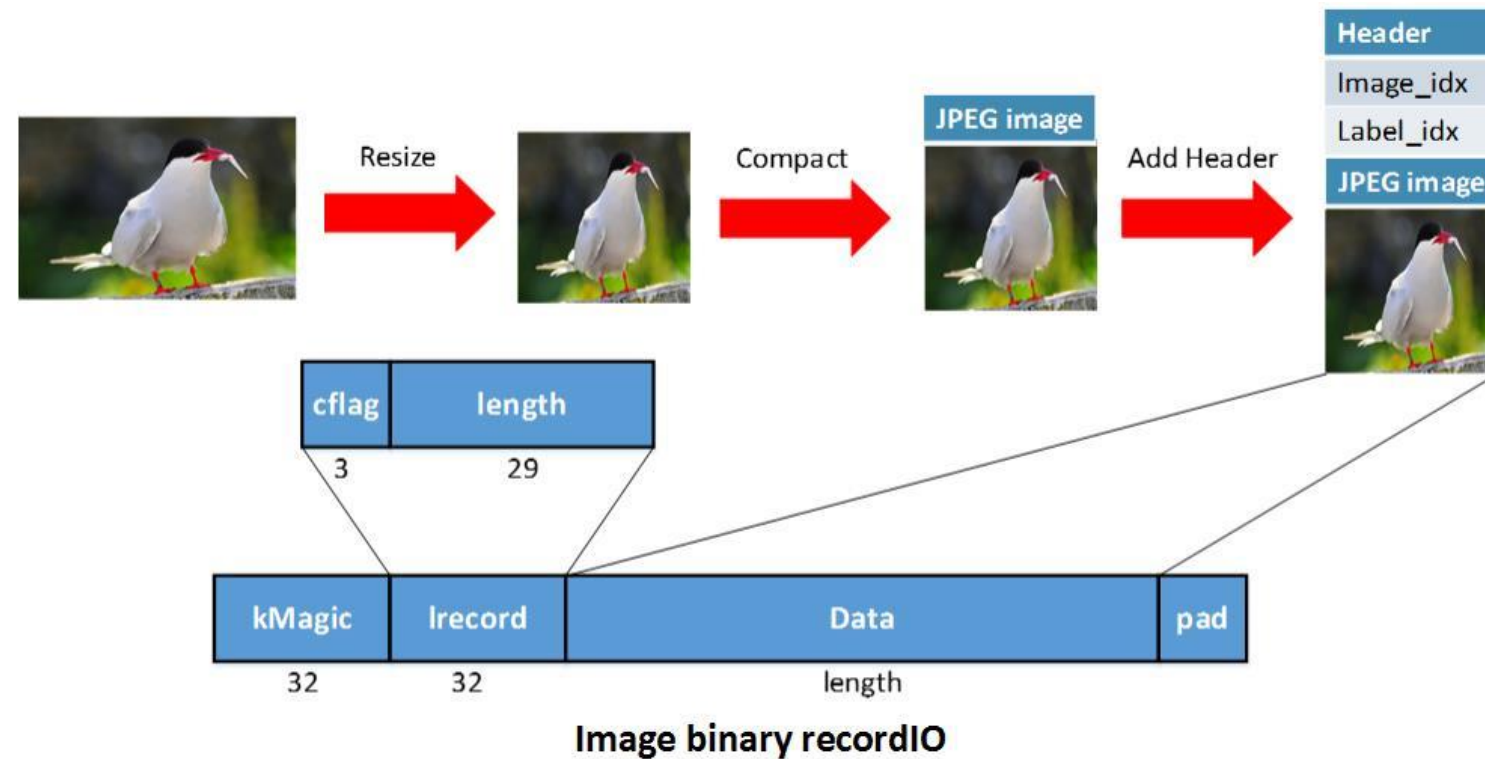 Header
Image_idx
Label_idx
JPEG image
Resize
Compact
JPEG image
Add Header
cflag
length
3
29
kMagic
lrecord
Data
pad
32
32
length
Image binary recordIO